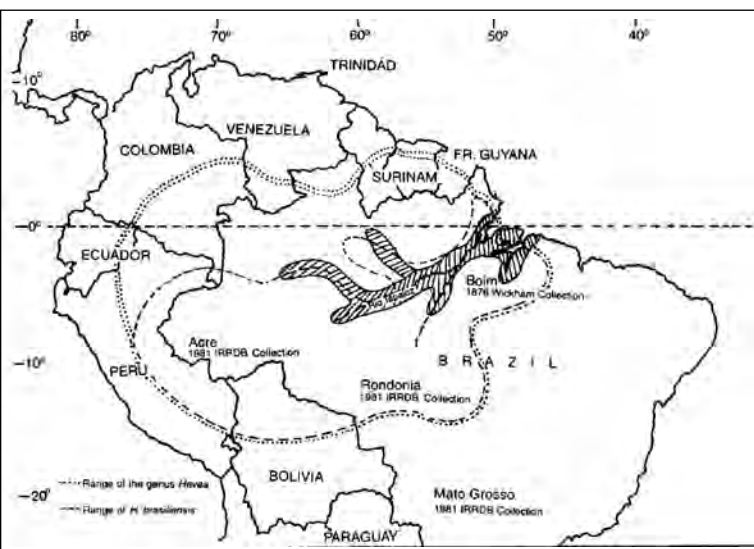 80° 70° 60° 50° 40°
-10°
TRINIDAD
VENEZUELA
COLOMBIA
FR. GUYANA
SURINAM
-0°
ECUADOR
Boim
1876 Wickham Collection
Acre
1981 IRRDB Collection
-10°
BRAZIL
PERU
Rondonia
1981 IRRDB Collection
BOLIVIA
Range of the genus Hevea
-20°
Mato Grosso
1981 IRRDB Collection
Range of H. brasiliensis
PARAGUAY